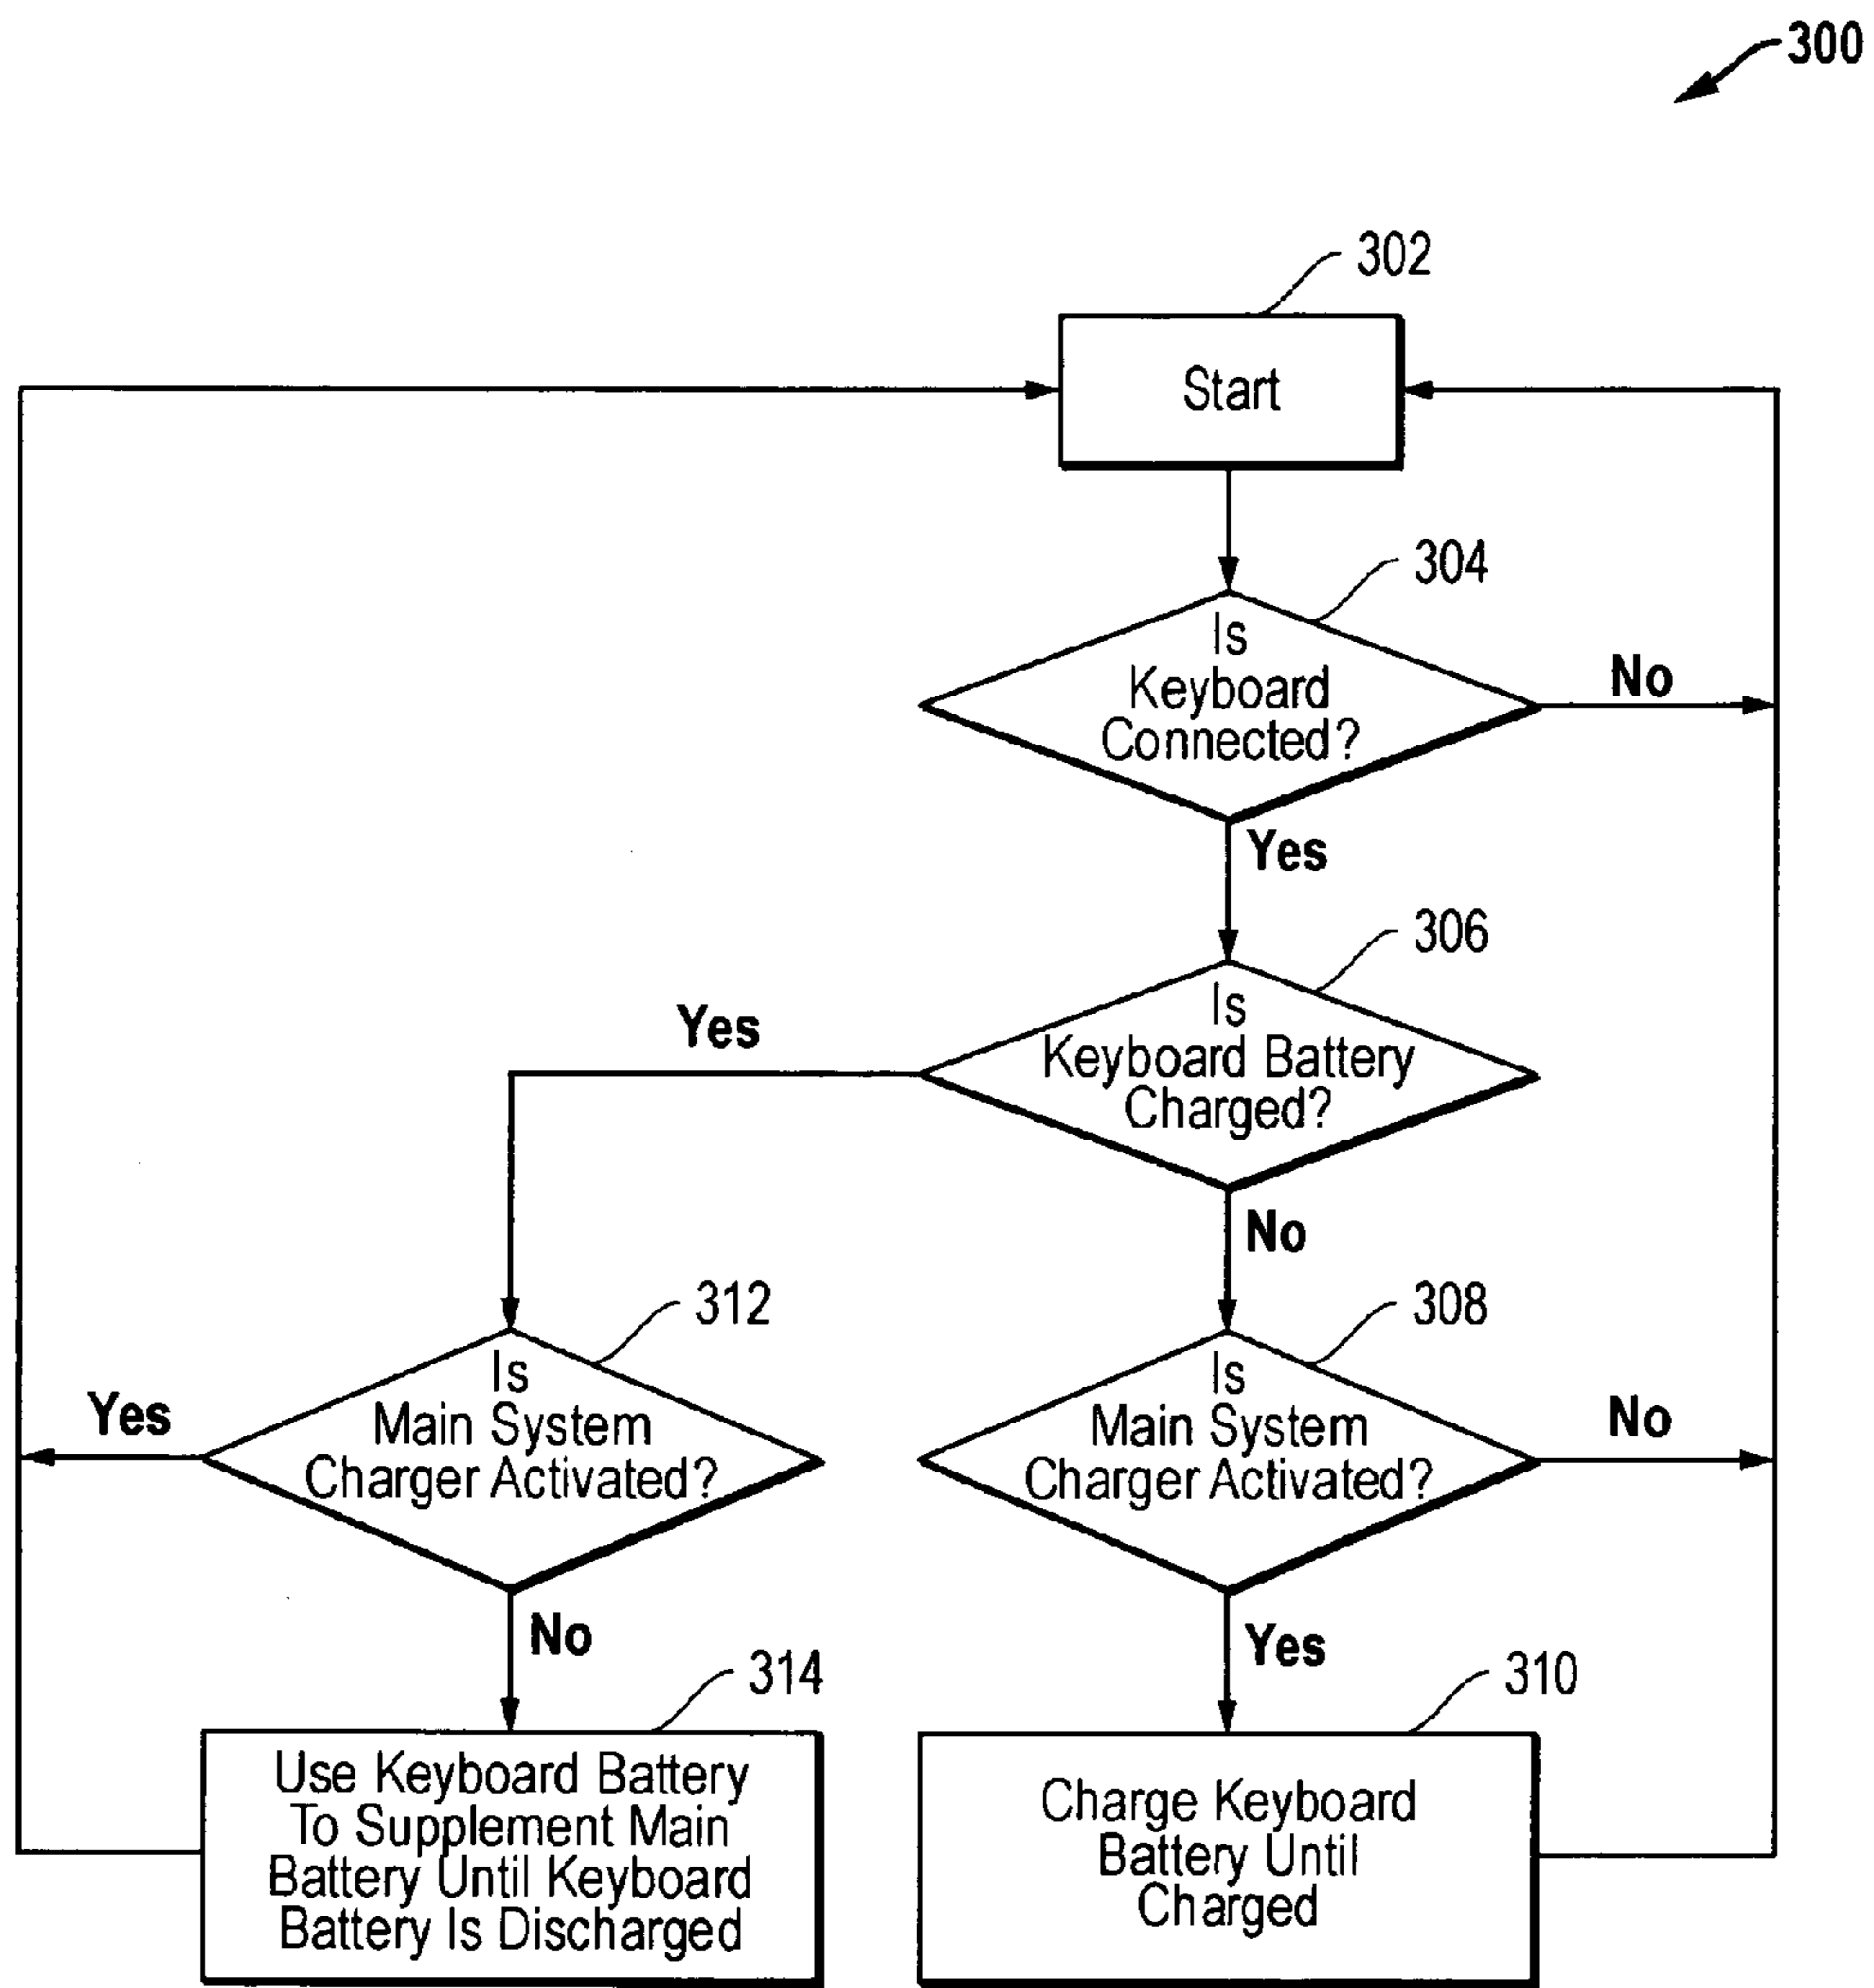 300
302
Start
304
Is
Keyboard
Connected?
No
Yes
306
Is
Keyboard Battery
Charged?
Yes
No
312
Is
Main System
Charger Activated?
Yes
No
308
Is
Main System
Charger Activated?
No
Yes
314
Use Keyboard Battery
To Supplement Main
Battery Until Keyboard
Battery Is Discharged
310
Charge Keyboard
Battery Until
Charged